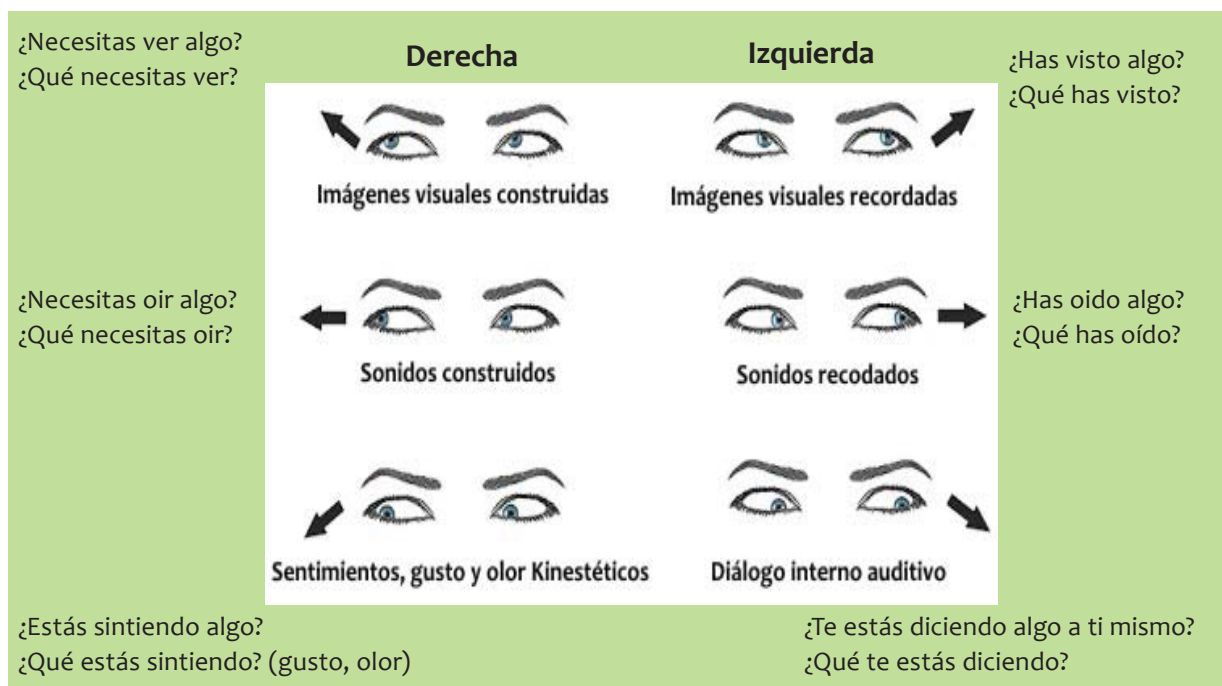 ¿Necesitas ver algo?
¿Qué necesitas ver?
Derecha
Izquierda
¿Has visto algo?
¿Qué has visto?
Imágenes visuales construidas
Imágenes visuales recordadas
¿Necesitas oir algo?
¿Qué necesitas oir?
¿Has oido algo?
¿Qué has oído?
Sonidos construidos
Sonidos recodados
Sentimientos, gusto y olor Kinestéticos
Diálogo interno auditivo
¿Estás sintiendo algo?
¿Qué estás sintiendo? (gusto, olor)
¿Te estás diciendo algo a ti mismo?
¿Qué te estás diciendo?